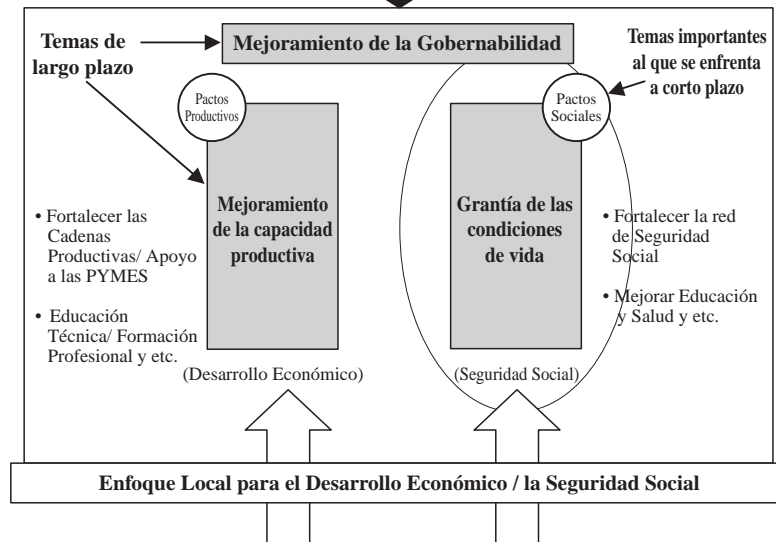 Temas de
largo plazo
Mejoramiento de la Gobernabilidad
Temas importantes
al que se enfrenta
a corto plazo
Pactos
Productivos
Pactos
Sociales
• Fortalecer las
Cadenas
Productivas/ Apoyo
a las PYMES
• Educación
Técnica/ Formación
Profesional y etc.
Mejoramiento
de la capacidad
productiva
(Desarrollo Económico)
Grantía de las
condiciones
de vida
(Seguridad Social)
• Fortalecer la red
de Seguridad
Social
• Mejorar Educación
y Salud y etc.
Enfoque Local para el Desarrollo Económico / la Seguridad Social